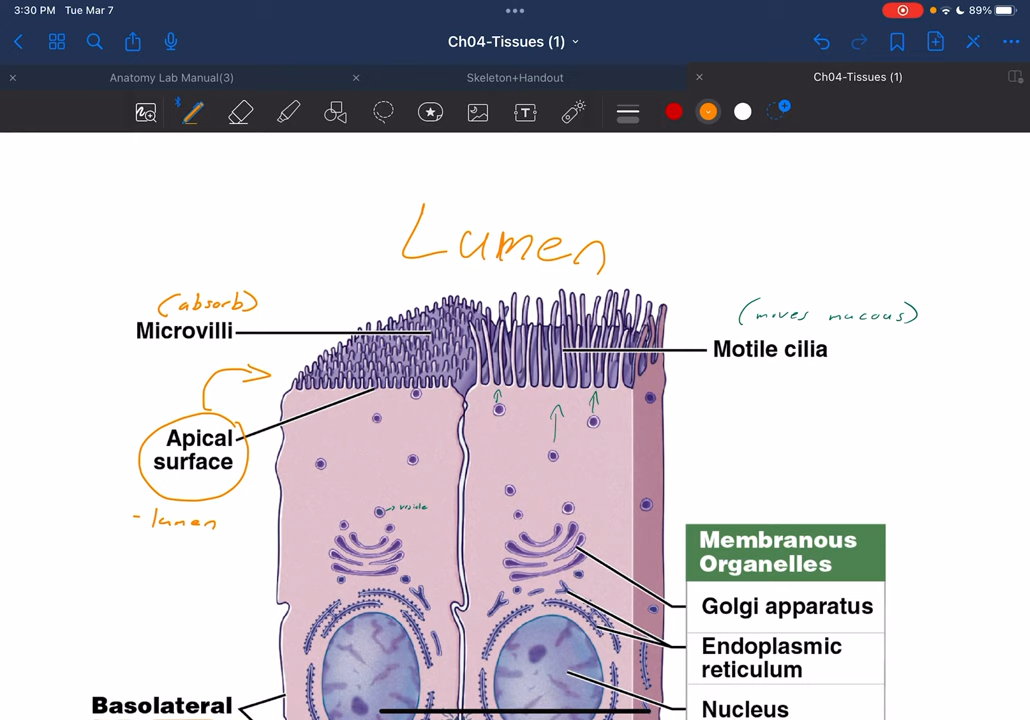 3:30 PM Tue Mar 7
89%
Ch04-Tissues (1)
Anatomy Lab Manual(3)
Skeleton+Handout
Ch04-Tissues (1)
Lumen
(absorb)
Microvilli
(moves mucous)
Motile cilia
Apical
surface
- lumen
vesicle
Membranous
Organelles
Golgi apparatus
Endoplasmic
reticulum
Nucleus
Basolateral